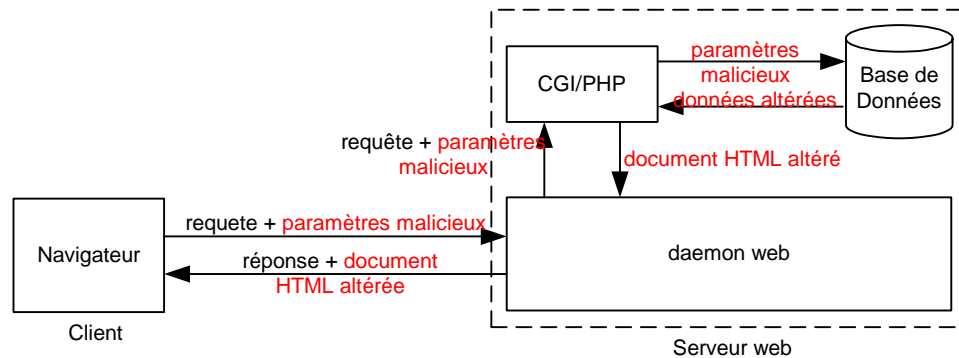 paramètres
malicieux
données altérées
CGI/PHP
Base de
Données
requête + paramètres
malicieux
document HTML altéré
requete + paramètres malicieux
Navigateur
daemon web
réponse + document
HTML altérée
Client
Serveur web